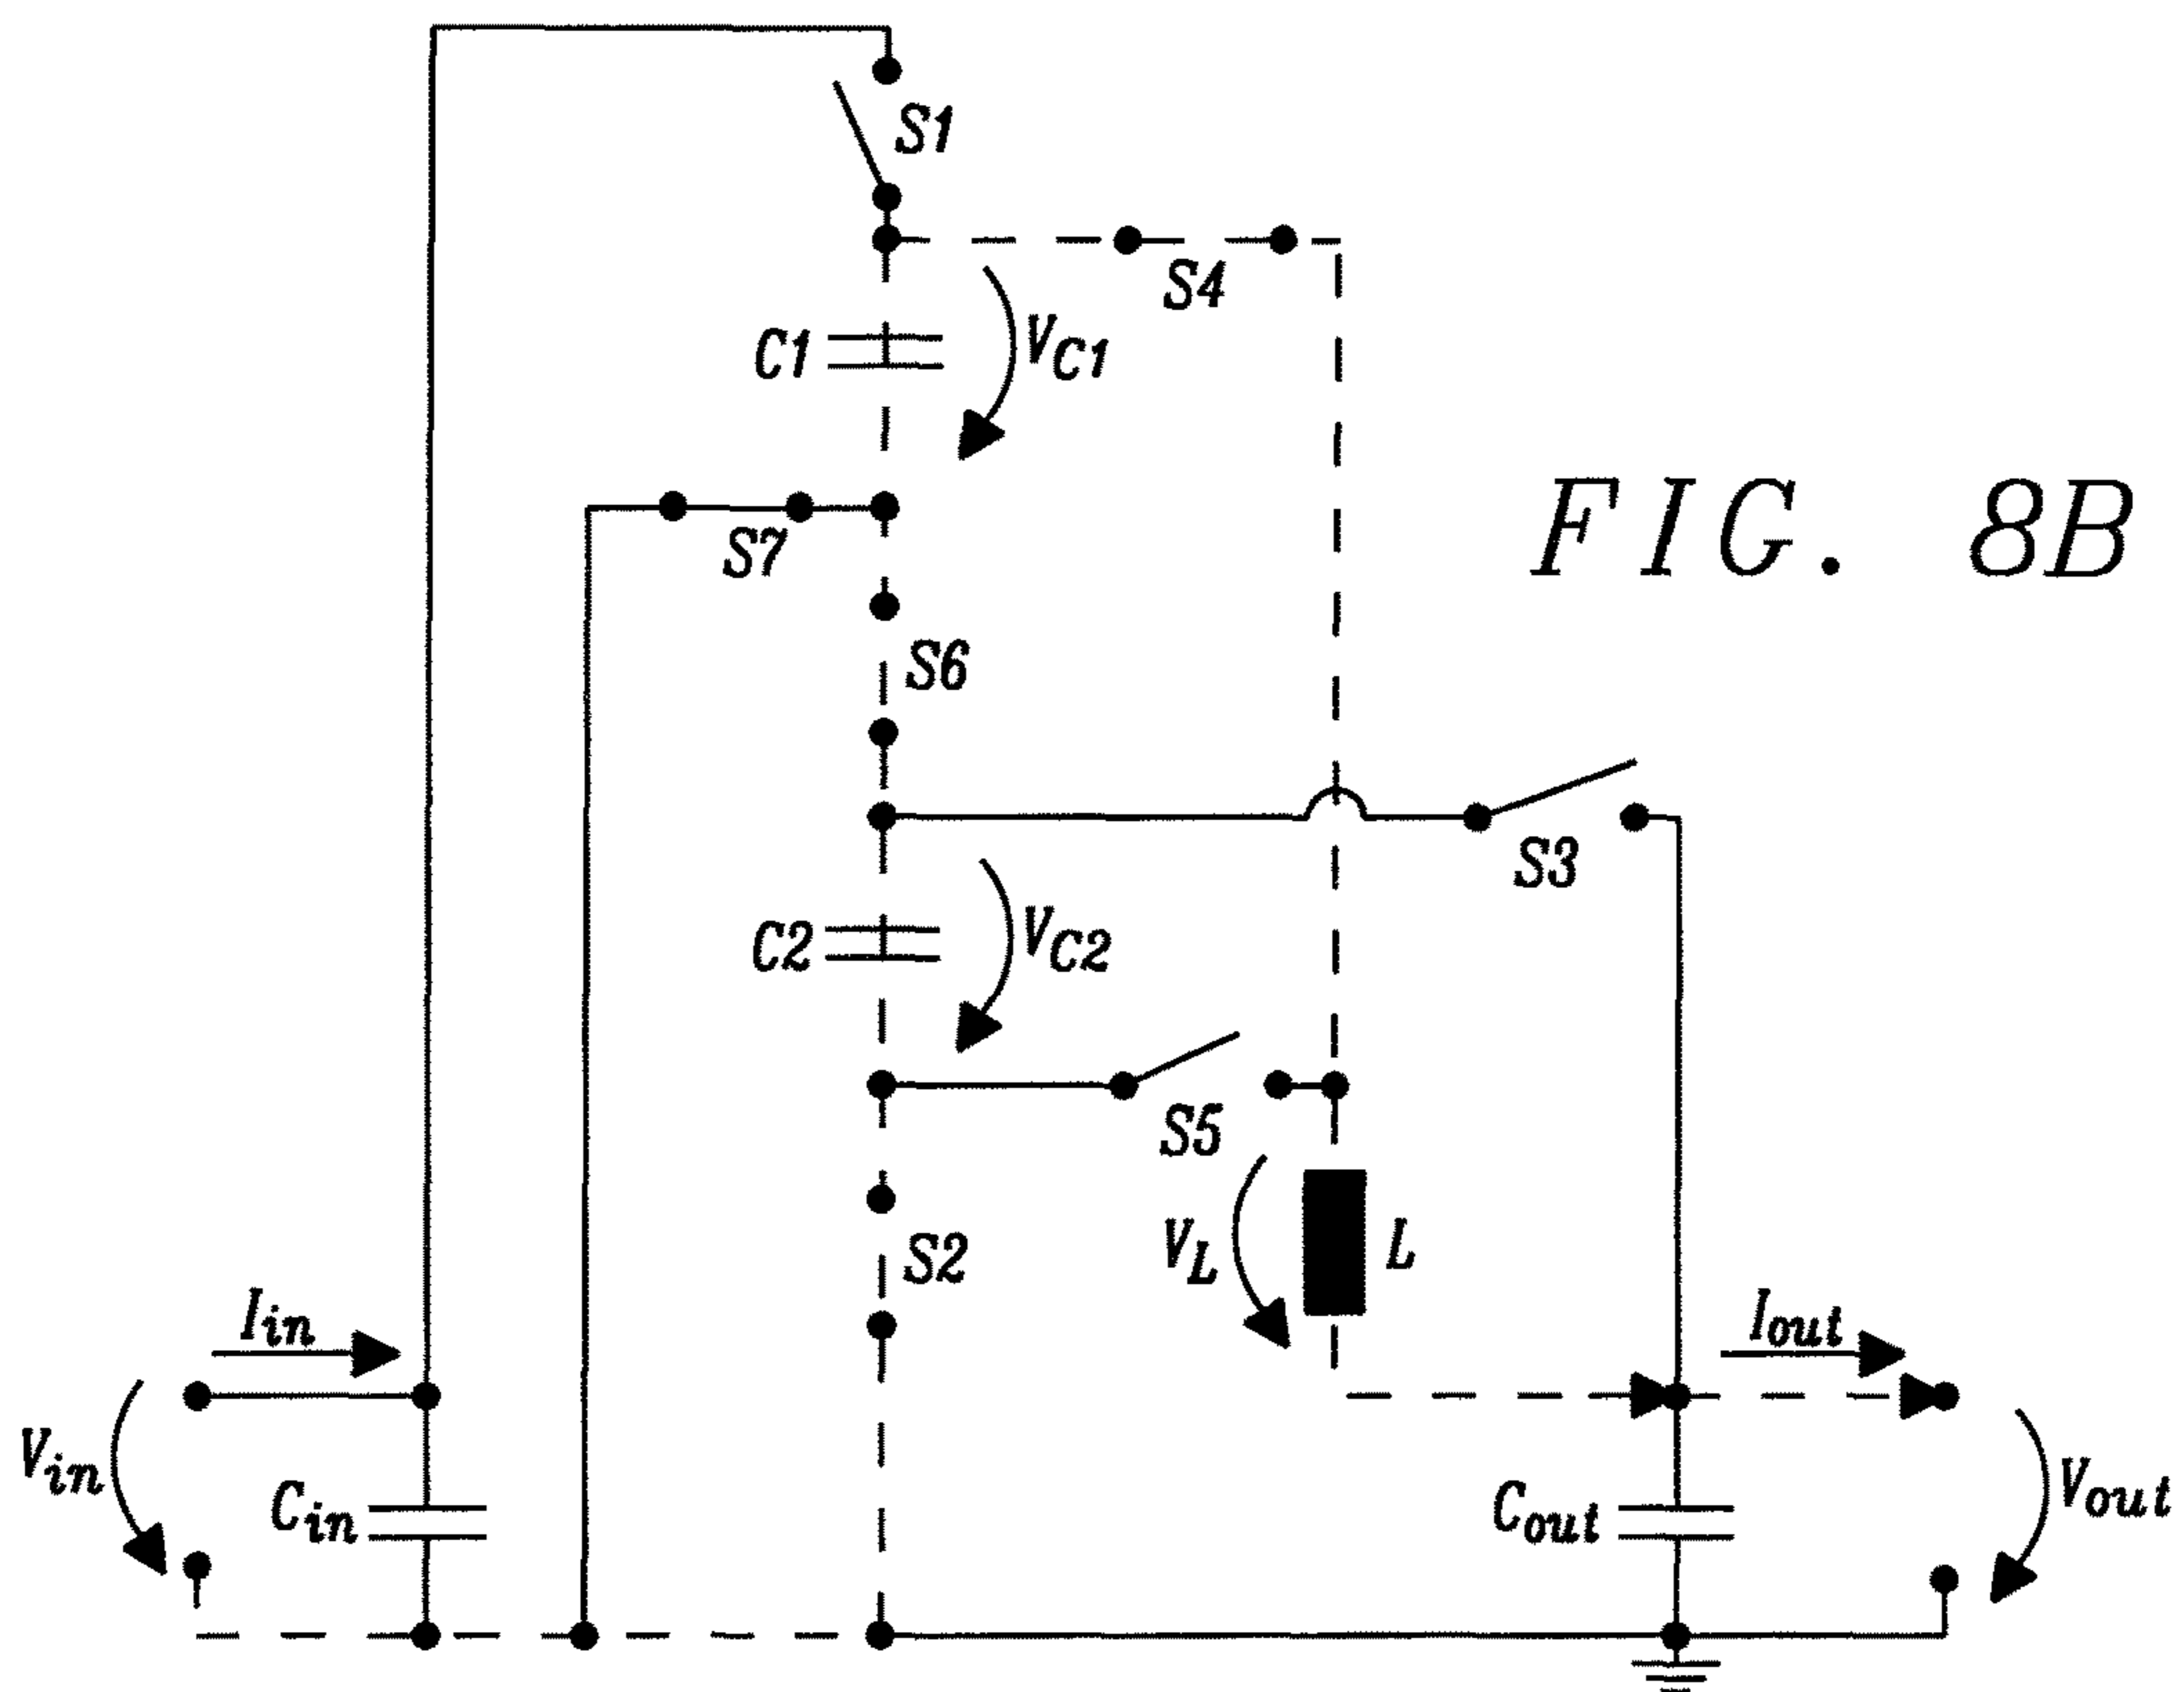 S1
S4
C1
VC1
S7
FIG. 8B
S6
S3
C2
VC2
S5
VL
L
S2
Iin
Iout
Vin
Cin
Cout
Vout